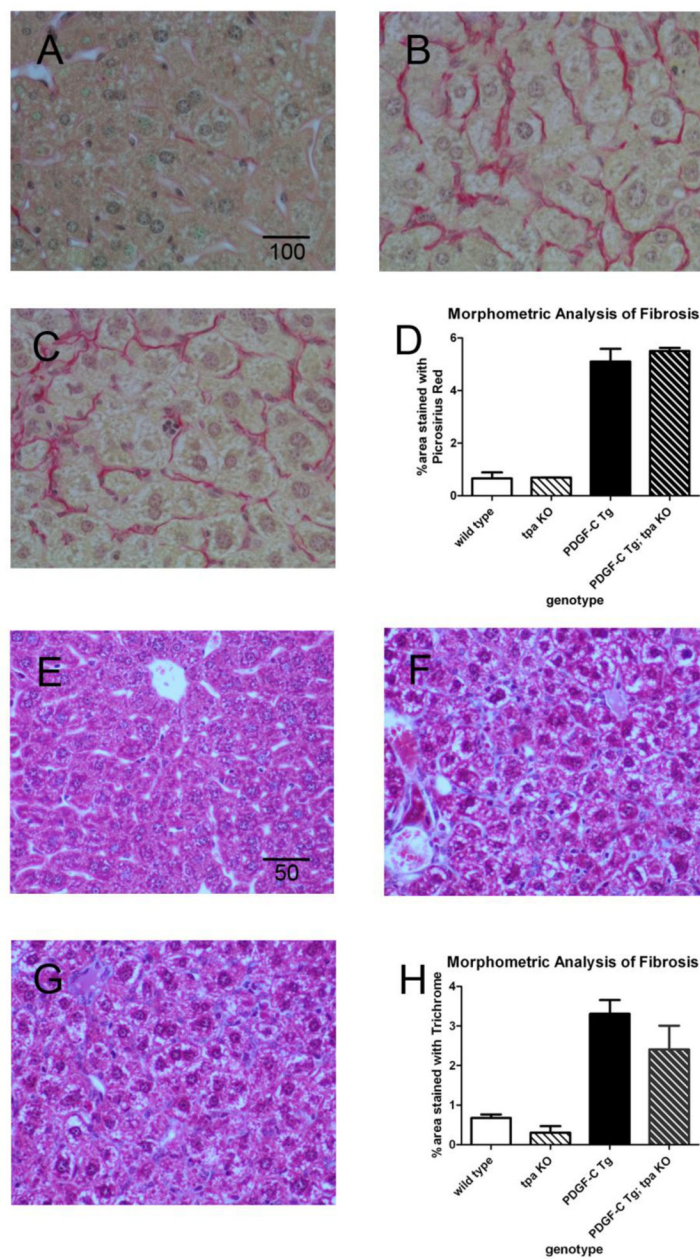 A
100
B
C
D
Morphometric Analysis of Fibrosis
%area stained with
Picrosirius Red
6
4
2
0
wild type
tpa KO
PDGF-C Tg
PDGF-C Tg; tpa KO
genotype
E
50
F
G
H
Morphometric Analysis of Fibrosis
%area stained with Trichrome
4
3
2
1
0
wild type
tpa KO
PDGF-C Tg
PDGF-C Tg; tpa KO
genotype